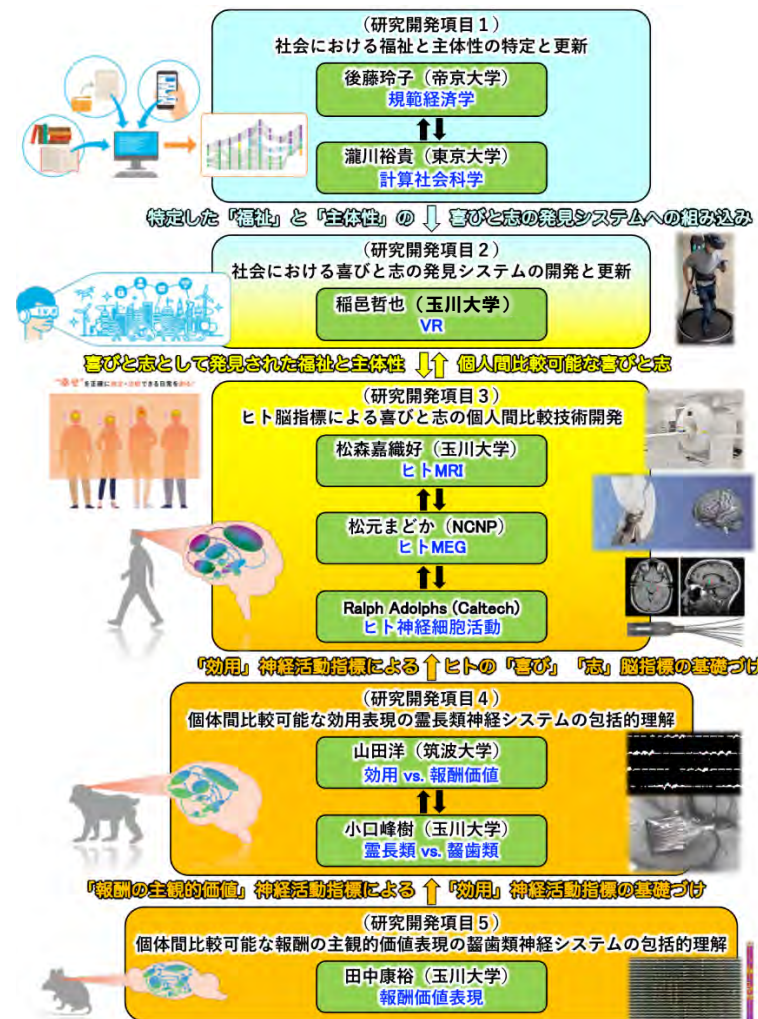 （研究開発項目１）
社会における福祉と主体性の特定と更新
後藤玲子（帝京大学）
規範経済学
瀧川裕貴（東京大学）
計算社会科学
特定した「福祉」と「主体性」の 喜びと志の発見システムへの組み込み
（研究開発項目２）
社会における喜びと志の発見システムの開発と更新
稲邑哲也（玉川大学）
VR
喜びと志として発見された福祉と主体性 個人間比較可能な喜びと志
"幸せ"を正確に測定・比較できる日常を創る！
（研究開発項目３）
ヒト脳指標による喜びと志の個人間比較技術開発
松森嘉織好（玉川大学）
ヒトMRI
松元まどか（NCNP）
ヒトMEG
Ralph Adolphs (Caltech)
ヒト神経細胞活動
「効用」神経活動指標による ヒトの「喜び」「志」脳指標の基礎づけ
（研究開発項目４）
個体間比較可能な効用表現の霊長類神経システムの包括的理解
山田洋（筑波大学）
効用 vs. 報酬価値
小口峰樹（玉川大学）
霊長類 vs. 齧歯類
「報酬の主観的価値」神経活動指標による 「効用」神経活動指標の基礎づけ
（研究開発項目５）
個体間比較可能な報酬の主観的価値表現の齧歯類神経システムの包括的理解
田中康裕（玉川大学）
報酬価値表現